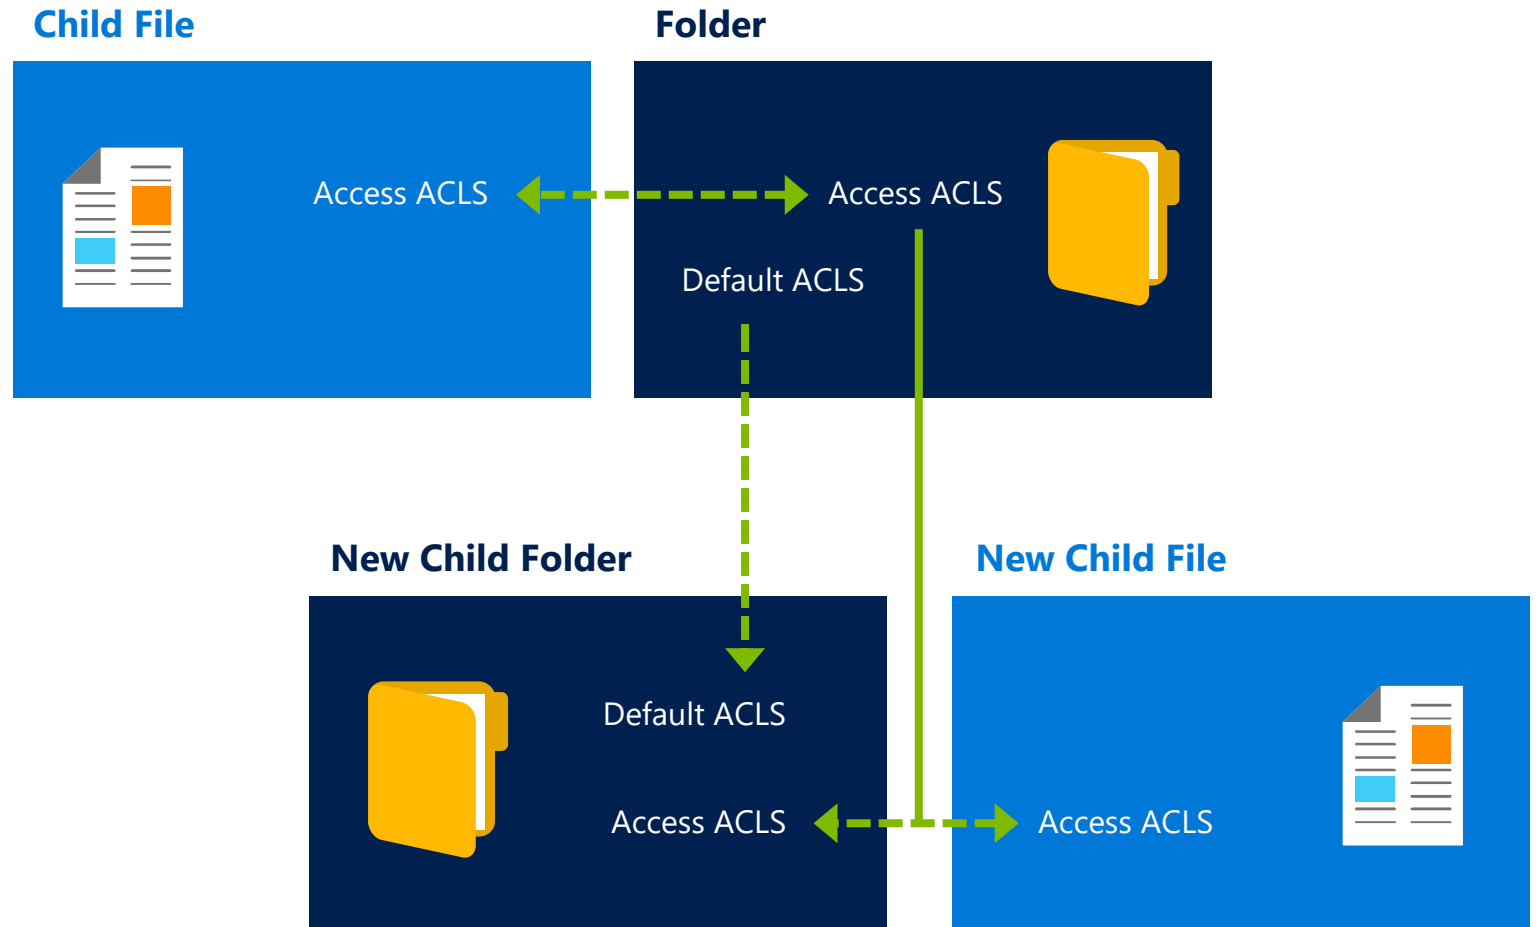 Child File
Folder
Access ACLS
Access ACLS
Default ACLS
New Child Folder
New Child File
Default ACLS
Access ACLS
Access ACLS